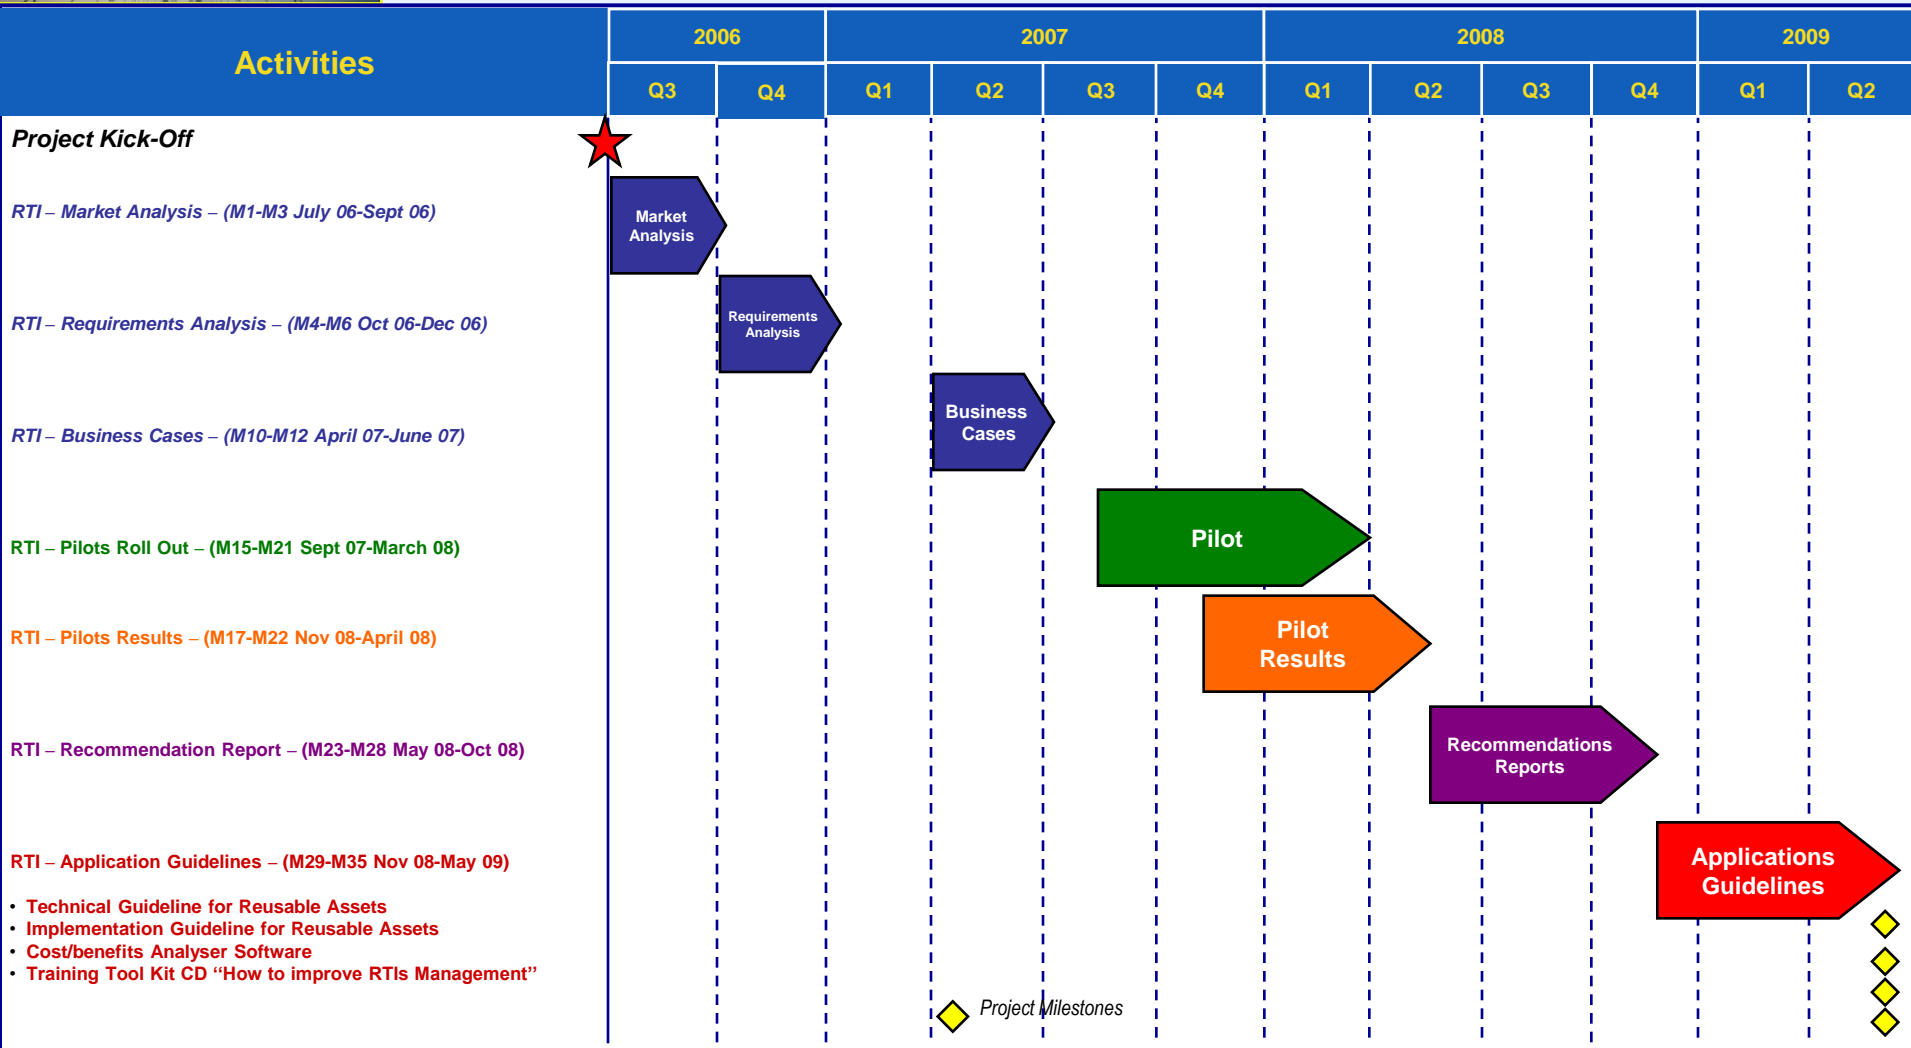 Activities
2006
2007
2008
2009
Q3
Q4
Q1
Q2
Q3
Q4
Q1
Q2
Q3
Q4
Q1
Q2
Project Kick-Off
RTI – Market Analysis – (M1-M3 July 06-Sept 06)
Market
Analysis
RTI – Requirements Analysis – (M4-M6 Oct 06-Dec 06)
Requirements
Analysis
RTI – Business Cases – (M10-M12 April 07-June 07)
Business
Cases
RTI – Pilots Roll Out – (M15-M21 Sept 07-March 08)
Pilot
RTI – Pilots Results – (M17-M22 Nov 08-April 08)
Pilot
Results
RTI – Recommendation Report – (M23-M28 May 08-Oct 08)
Recommendations
Reports
RTI – Application Guidelines – (M29-M35 Nov 08-May 09)
Applications
Guidelines
• Technical Guideline for Reusable Assets
• Implementation Guideline for Reusable Assets
• Cost/benefits Analyser Software
• Training Tool Kit CD “How to improve RTIs Management”
Project Milestones